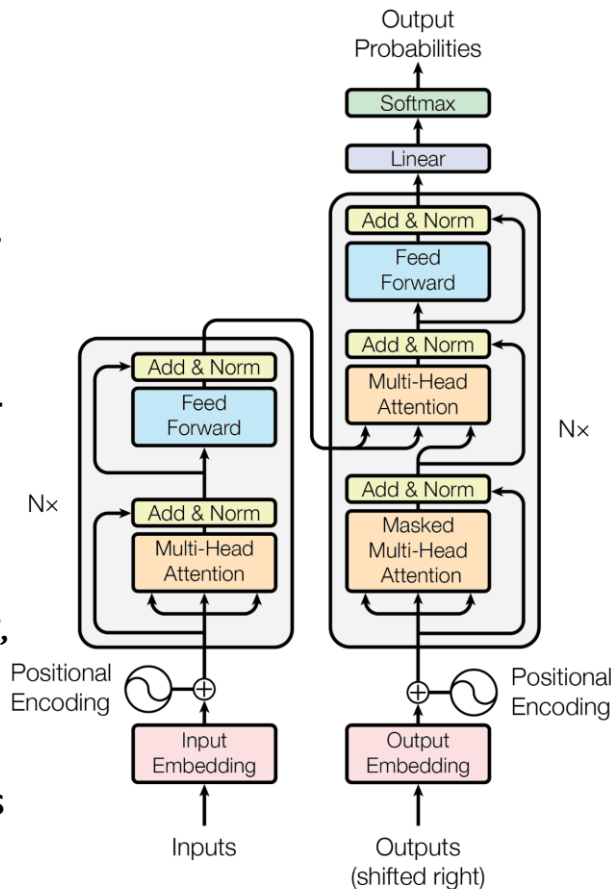 Output
Probabilities
Softmax
Linear
Add & Norm
Feed
Forward
Add & Norm
Multi-Head
Attention
Nx
Add & Norm
Masked
Multi-Head
Attention
Add & Norm
Feed
Forward
Nx
Add & Norm
Multi-Head
Attention
Positional
Encoding
Positional
Encoding
Input
Embedding
Output
Embedding
Inputs
Outputs
(shifted right)